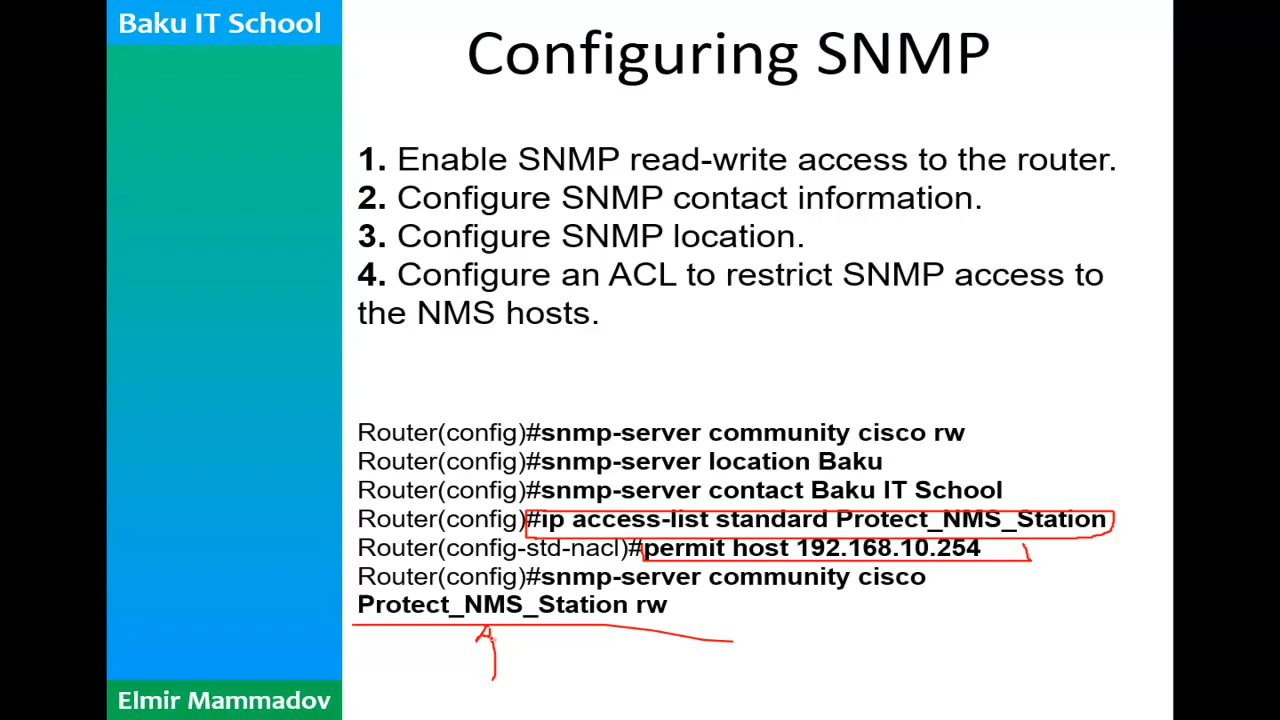 Baku IT School
Configuring SNMP
1. Enable SNMP read-write access to the router.
2. Configure SNMP contact information.
3. Configure SNMP location.
4. Configure an ACL to restrict SNMP access to
the NMS hosts.
Router(config)#snmp-server community cisco rw
Router(config)#snmp-server location Baku
Router(config)#snmp-server contact Baku IT School
Router(config)#ip access-list standard Protect_NMS_Station
Router(config-std-nacl)#permit host 192.168.10.254
Router(config)#snmp-server community cisco
Protect_NMS_Station rw
Elmir Mammadov